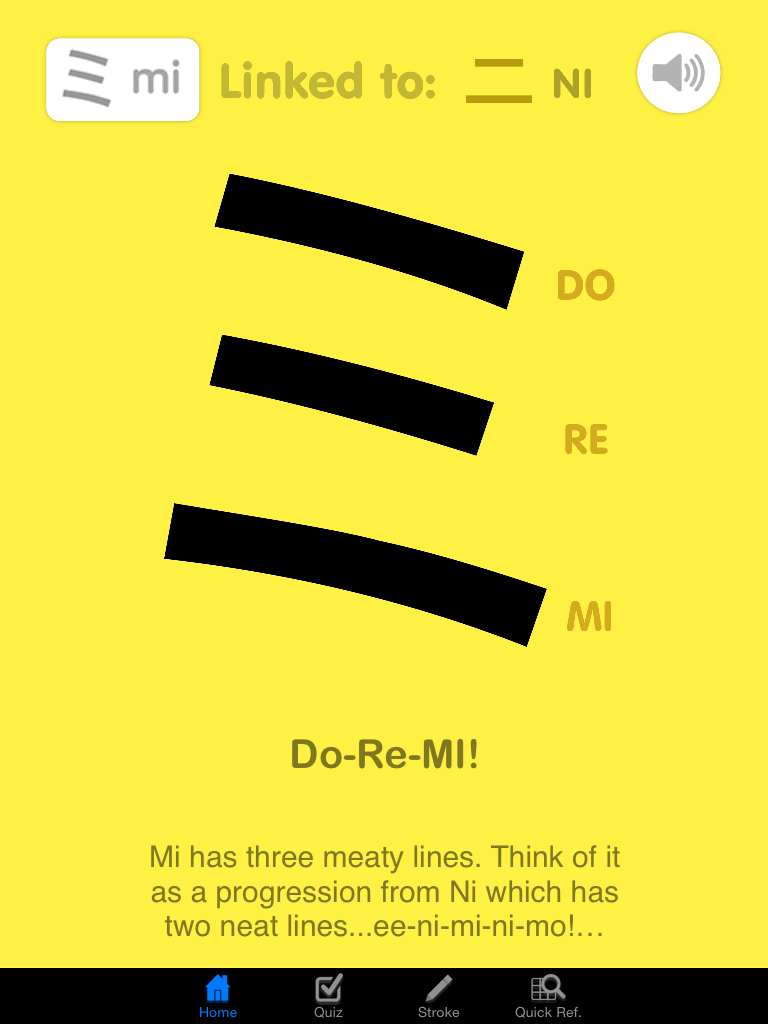 ミ mi Linked to: ニ NI
ミ
DO
RE
MI
Do-Re-MI!
Mi has three meaty lines. Think of it
as a progression from Ni which has
two neat lines...ee-ni-mi-ni-mo!…
Home Quiz Stroke Quick Ref.